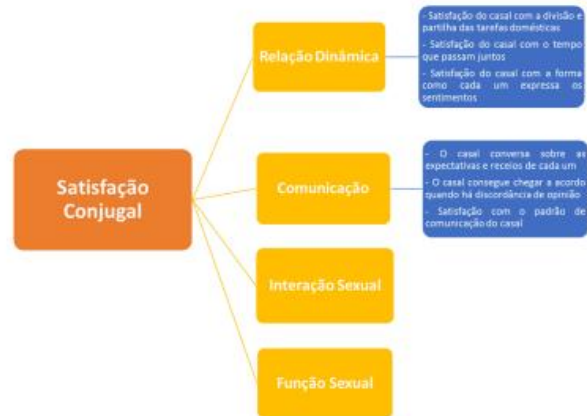 Satisfação
Conjugal
Relação Dinâmica
- Satisfação do casal com a divisão e
partilha das tarefas domésticas
- Satisfação do casal com o tempo
que passam juntos
- Satisfação do casal com a forma
como cada um expressa os
sentimentos
Comunicação
- O casal conversa sobre as
expectativas e receios de cada um
- O casal consegue chegar a acordo
quando há discordância de opinião
- Satisfação com o padrão de
comunicação do casal
Interação Sexual
Função Sexual